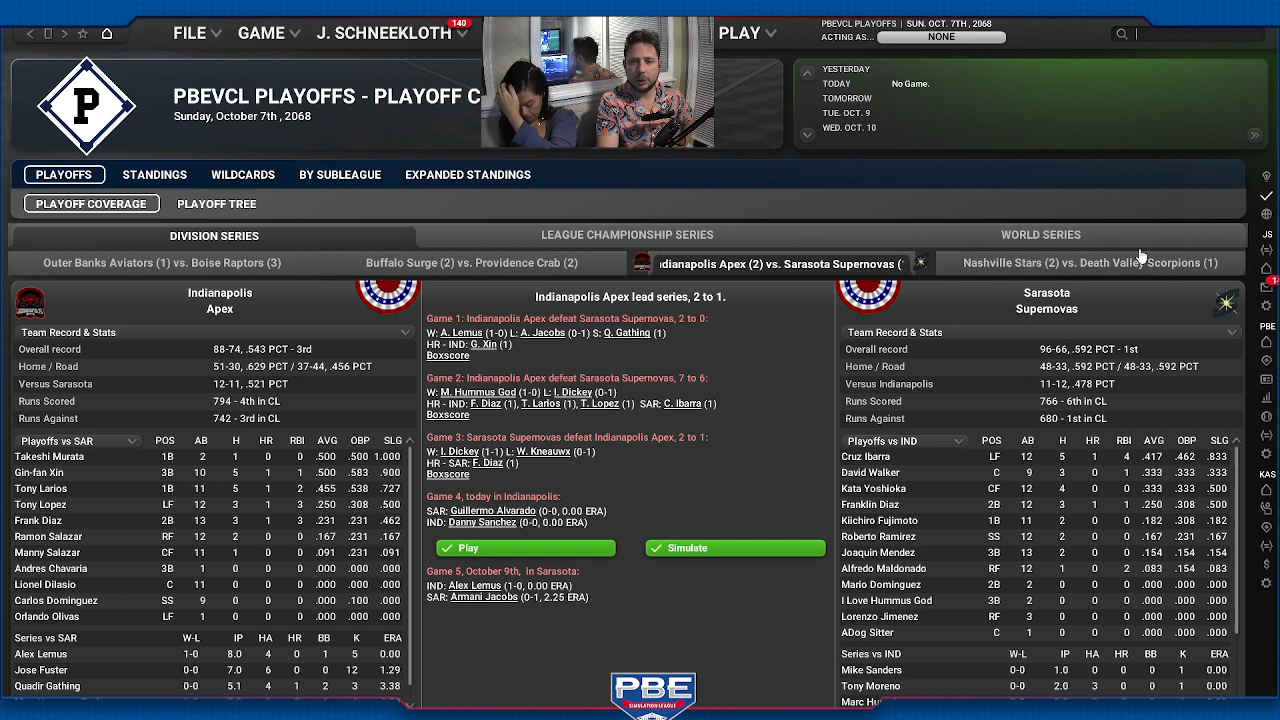 FILE GAME J. SCHNEEKLOTH 140 PLAY
PBEVCL PLAYOFFS | SUN. OCT. 7TH , 2068
ACTING AS... NONE
P
PBEVCL PLAYOFFS - PLAYOFF C
Sunday, October 7th , 2068
YESTERDAY
TODAY No Game.
TOMORROW
TUE. OCT. 9
WED. OCT. 10
PLAYOFFS STANDINGS WILDCARDS BY SUBLEAGUE EXPANDED STANDINGS
PLAYOFF COVERAGE PLAYOFF TREE
DIVISION SERIES LEAGUE CHAMPIONSHIP SERIES WORLD SERIES
Outer Banks Aviators (1) vs. Boise Raptors (3) Buffalo Surge (2) vs. Providence Crab (2) dianapolis Apex (2) vs. Sarasota Supernovas ( Nashville Stars (2) vs. Death Valley Scorpions (1)
Indianapolis
Apex
Team Record & Stats
Overall record 88-74, .543 PCT - 3rd
Home / Road 51-30, .629 PCT / 37-44, .456 PCT
Versus Sarasota 12-11, .521 PCT
Runs Scored 794 - 4th in CL
Runs Against 742 - 3rd in CL
Playoffs vs SAR POS AB H HR RBI AVG OBP SLG
Takeshi Murata 1B 2 1 0 0 .500 .500 1.000
Gin-fan Xin 3B 10 5 1 1 .500 .583 .900
Tony Larios 1B 11 5 1 2 .455 .538 .727
Tony Lopez LF 12 3 1 3 .250 .308 .500
Frank Diaz 2B 13 3 1 3 .231 .231 .462
Ramon Salazar RF 12 2 0 0 .167 .231 .167
Manny Salazar CF 11 1 0 0 .091 .231 .091
Andres Chavarria 3B 1 0 0 0 .000 .000 .000
Lionel Dilasio C 11 0 0 0 .000 .000 .000
Carlos Dominguez SS 9 0 0 0 .000 .100 .000
Orlando Olivas LF 1 0 0 0 .000 .000 .000
Series vs SAR W-L IP HA HR BB K ERA
Alex Lemus 1-0 8.0 4 0 1 5 0.00
Jose Fuster 0-0 7.0 6 0 0 12 1.29
Quadir Gathing 0-0 5.1 4 1 2 3 3.38
Indianapolis Apex lead series, 2 to 1.
Game 1: Indianapolis Apex defeat Sarasota Supernovas, 2 to 0:
W: A. Lemus (1-0) L: A. Jacobs (0-1) S: Q. Gathing (1)
HR - IND: G. Xin (1)
Boxscore
Game 2: Indianapolis Apex defeat Sarasota Supernovas, 7 to 6:
W: M. Hummus God (1-0) L: I. Dickey (0-1)
HR - IND: F. Diaz (1), T. Larios (1), T. Lopez (1) SAR: C. Ibarra (1)
Boxscore
Game 3: Sarasota Supernovas defeat Indianapolis Apex, 2 to 1:
W: I. Dickey (1-1) L: W. Kneauwx (0-1)
HR - SAR: F. Diaz (1)
Boxscore
Game 4, today in Indianapolis:
SAR: Guillermo Alvarado (0-0, 0.00 ERA)
IND: Danny Sanchez (0-0, 0.00 ERA)
Play Simulate
Game 5, October 9th, in Sarasota:
IND: Alex Lemus (1-0, 0.00 ERA)
SAR: Armani Jacobs (0-1, 2.25 ERA)
Sarasota
Supernovas
Team Record & Stats
Overall record 96-66, .592 PCT - 1st
Home / Road 48-33, .592 PCT / 48-33, .592 PCT
Versus Indianapolis 11-12, .478 PCT
Runs Scored 766 - 6th in CL
Runs Against 680 - 1st in CL
Playoffs vs IND POS AB H HR RBI AVG OBP SLG
Cruz Ibarra LF 12 5 1 4 .417 .462 .833
David Walker C 9 3 0 1 .333 .333 .333
Kata Yoshioka CF 12 4 0 0 .333 .333 .500
Franklin Diaz 2B 12 3 1 1 .250 .308 .500
Kiichiro Fujimoto 1B 11 2 0 0 .182 .308 .182
Roberto Ramirez SS 12 2 0 0 .167 .231 .333
Joaquin Mendez 3B 13 2 0 0 .154 .154 .154
Alfredo Maldonado RF 12 1 0 2 .083 .154 .083
Mario Dominguez 2B 2 0 0 0 .000 .000 .000
I Love Hummus God 3B 2 0 0 0 .000 .000 .000
Lorenzo Jimenez RF 3 0 0 0 .000 .000 .000
ADog Sitter C 1 0 0 0 .000 .000 .000
Series vs IND W-L IP HA HR BB K ERA
Mike Sanders 0-0 1.0 0 0 0 1 0.00
Tony Moreno 0-0 2.0 3 0 0 1 0.00
JS
PBE
KAS
PBE
SIMULATION LEAGUE